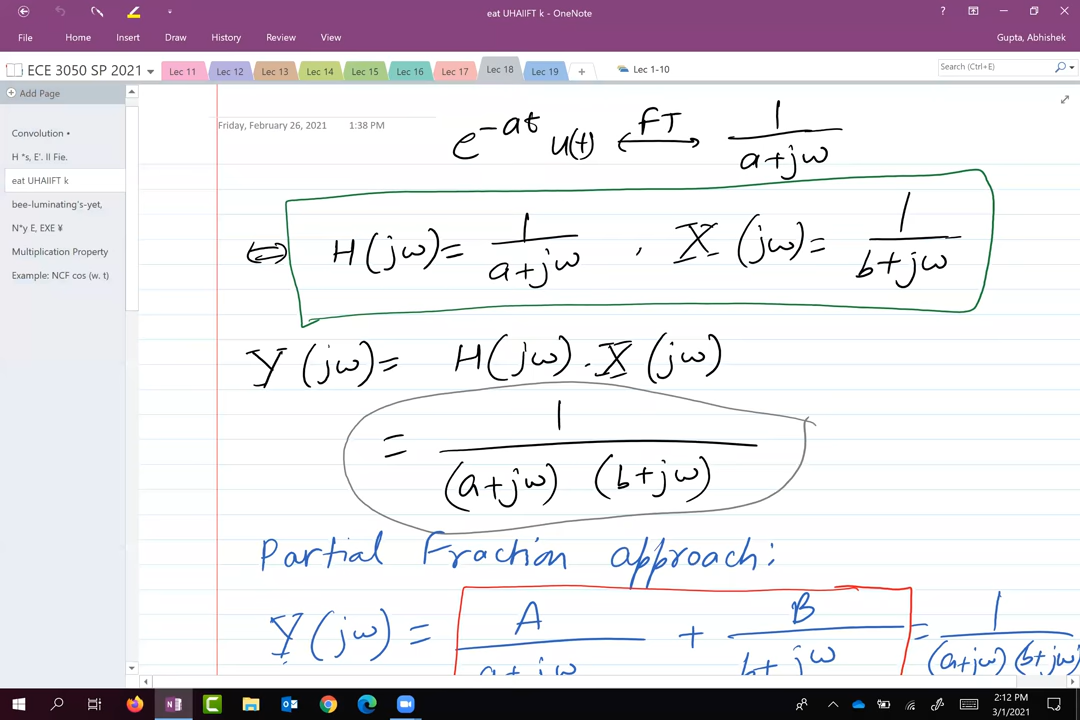 eat UHAIIFT k - OneNote
?
File Home Insert Draw History Review View
Gupta, Abhishek
ECE 3050 SP 2021
Lec 11 Lec 12 Lec 13 Lec 14 Lec 15 Lec 16 Lec 17 Lec 18 Lec 19 + Lec 1-10
Search (Ctrl+E)
Add Page
Convolution •
H *s, E'. II Fie.
eat UHAIIFT k
bee-luminating's-yet,
N*y E, EXE ¥
Multiplication Property
Example: NCF cos (w. t)
Friday, February 26, 2021 1:38 PM
e^{-at} u(t) ⟷^{FT} 1/(a+jω)
⇔ H(jω) = 1/(a+jω) , X(jω) = 1/(b+jω)
Y(jω) = H(jω) . X(jω)
= 1/((a+jω) (b+jω))
Partial Fraction approach:
Y(jω) = A/(a+jω) + B/(b+jω) = 1/((a+jω)(b+jω))
2:12 PM
3/1/2021